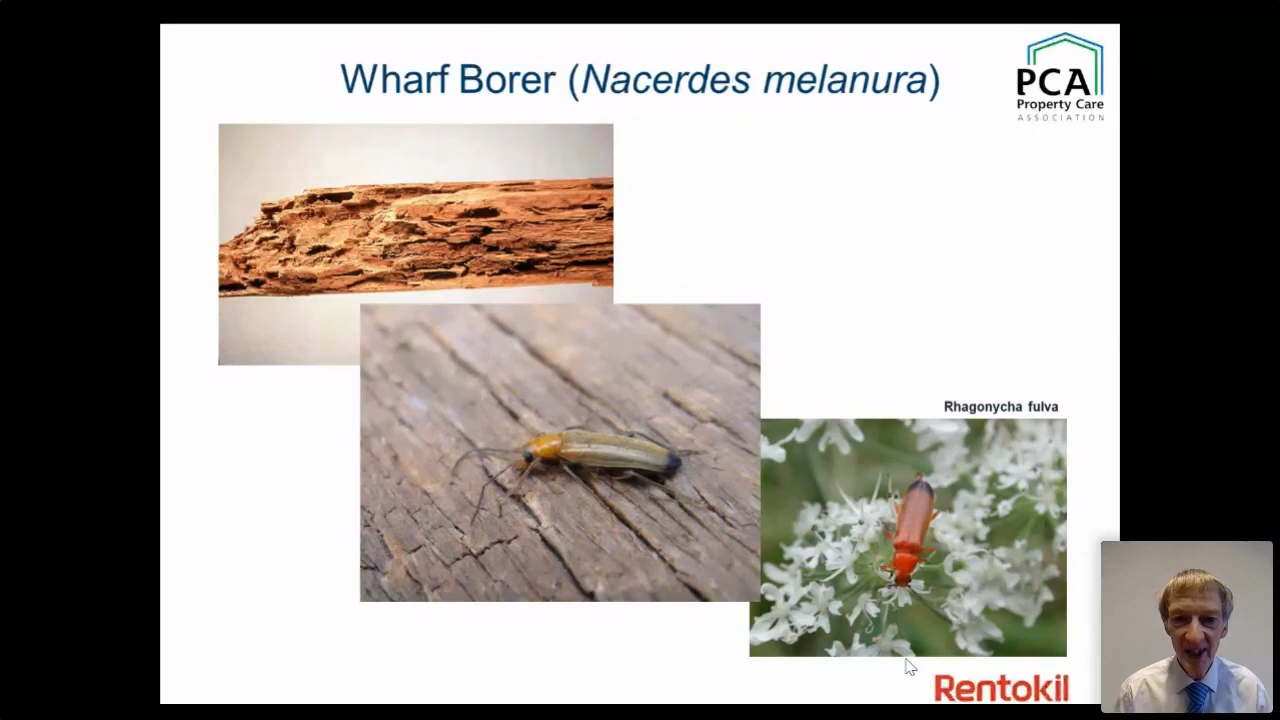 Wharf Borer (Nacerdes melanura)
PCA
Property Care
ASSOCIATION
Rhagonycha fulva
Rentokil